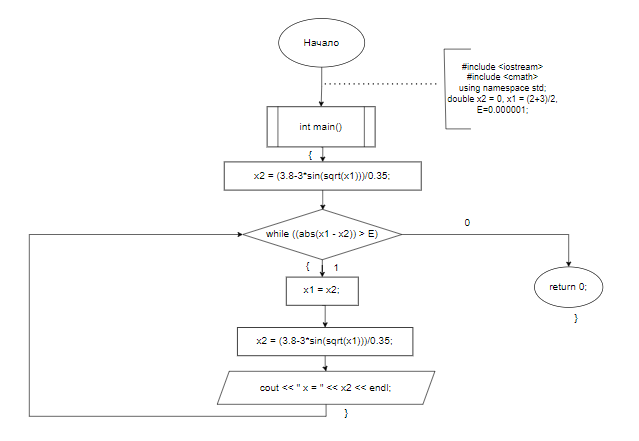 Начало
#include <iostream>
#include <cmath>
using namespace std;
double x2 = 0, x1 = (2+3)/2,
E=0.000001;
int main()
{
x2 = (3.8-3*sin(sqrt(x1)))/0.35;
while ((abs(x1 - x2)) > E)
0
{ 1
x1 = x2;
return 0;
}
x2 = (3.8-3*sin(sqrt(x1)))/0.35;
cout << " x = " << x2 << endl;
}